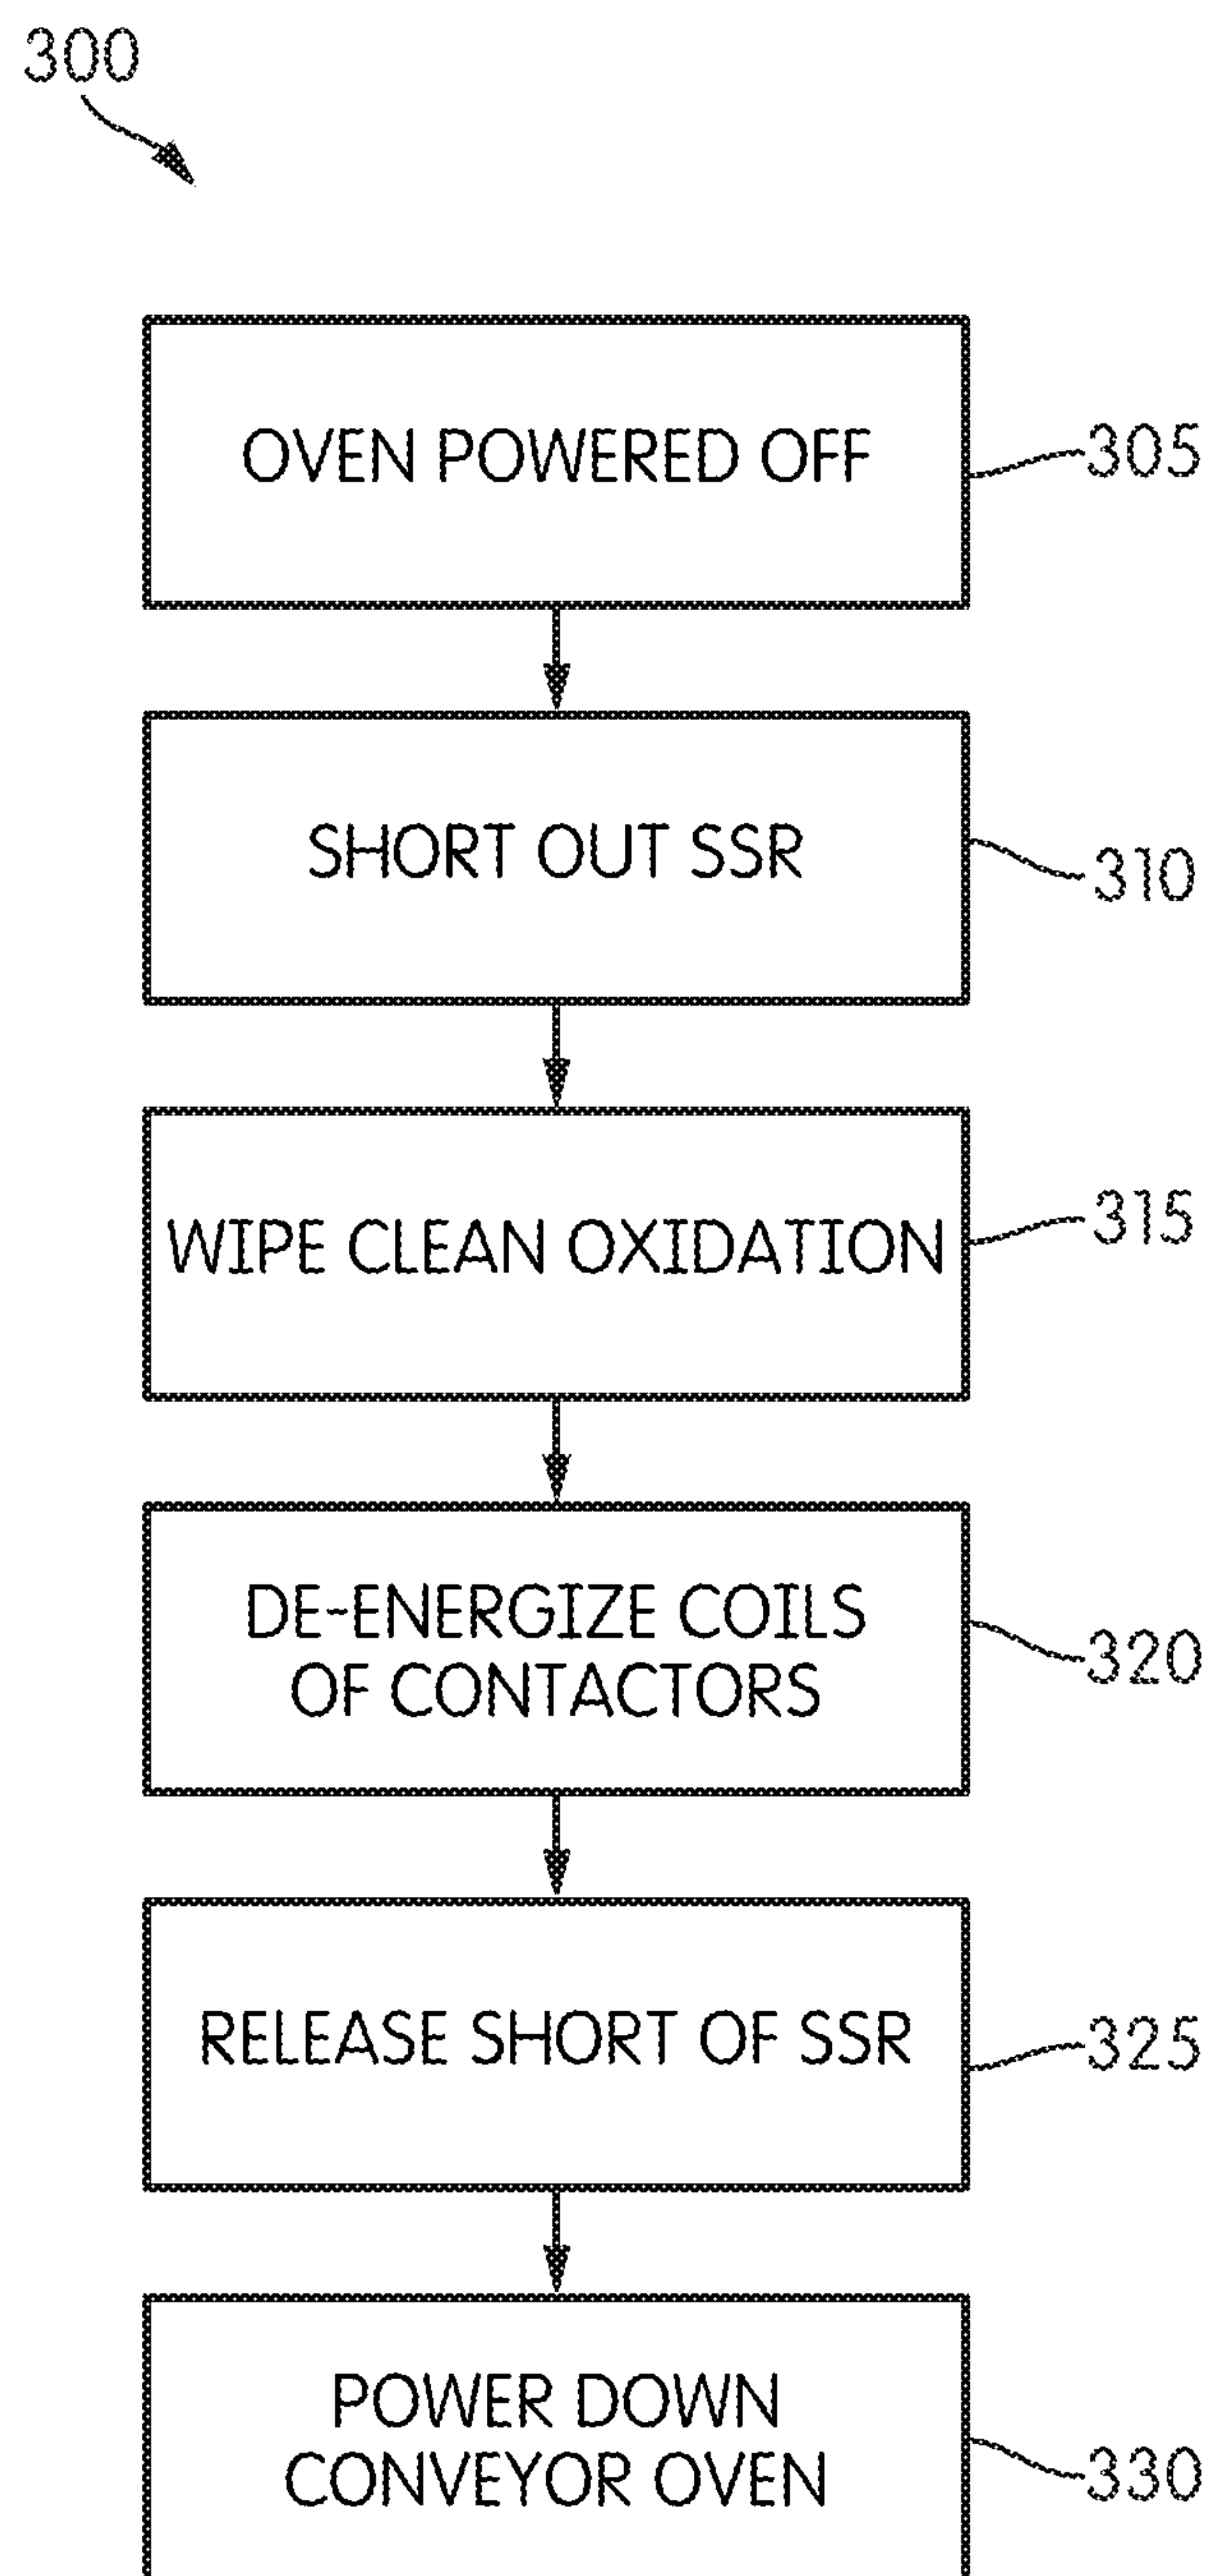 300
OVEN POWERED OFF
305
SHORT OUT SSR
310
WIPE CLEAN OXIDATION
315
DE-ENERGIZE COILS
OF CONTACTORS
320
RELEASE SHORT OF SSR
325
POWER DOWN
CONVEYOR OVEN
330